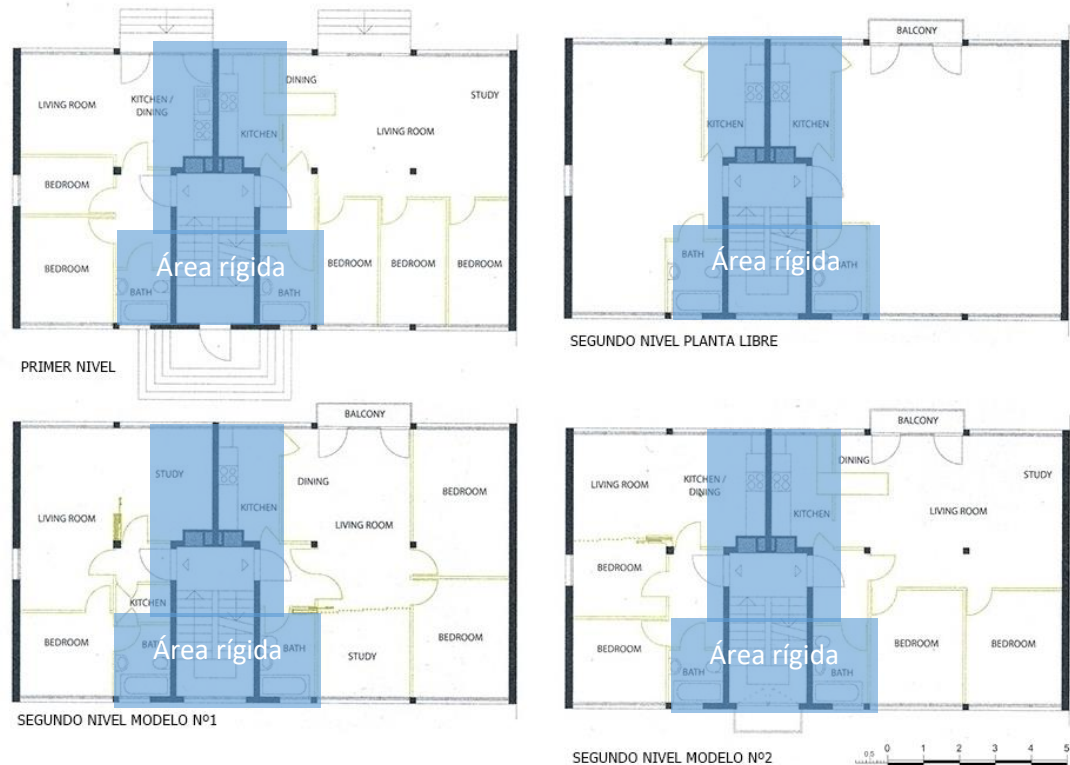 LIVING ROOM
KITCHEN /
DINING
DINING
STUDY
KITCHEN
LIVING ROOM
BEDROOM
BEDROOM
BATH
BATH
BEDROOM
BEDROOM
BEDROOM
Área rígida
PRIMER NIVEL
BALCONY
KITCHEN
KITCHEN
BATH
BATH
Área rígida
SEGUNDO NIVEL PLANTA LIBRE
BALCONY
STUDY
DINING
BEDROOM
LIVING ROOM
KITCHEN
LIVING ROOM
KITCHEN
BEDROOM
BATH
BATH
STUDY
BEDROOM
Área rígida
SEGUNDO NIVEL MODELO Nº1
BALCONY
LIVING ROOM
KITCHEN /
DINING
DINING
STUDY
KITCHEN
LIVING ROOM
BEDROOM
BEDROOM
BATH
BATH
BEDROOM
BEDROOM
Área rígida
SEGUNDO NIVEL MODELO Nº2
0,5 0 1 2 3 4 5